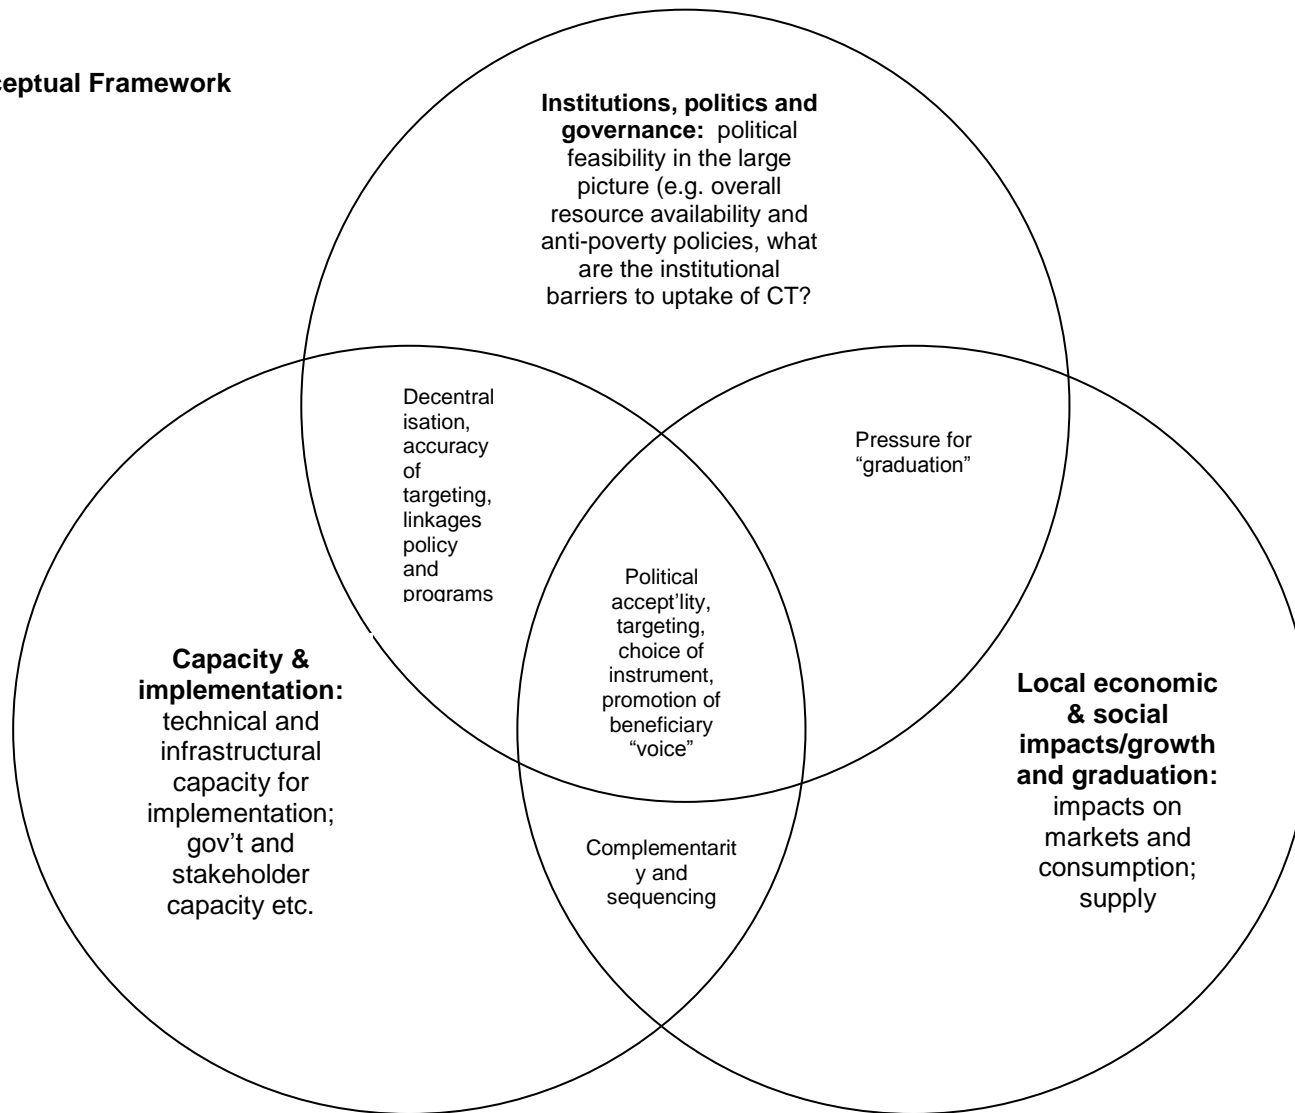 ceptual Framework
Institutions, politics and
governance: political
feasibility in the large
picture (e.g. overall
resource availability and
anti-poverty policies, what
are the institutional
barriers to uptake of CT?
Decentral
isation,
accuracy
of
targeting,
linkages
policy
and
programs
Pressure for
“graduation”
Political
accept’lity,
targeting,
choice of
instrument,
promotion of
beneficiary
“voice”
Capacity &
implementation:
technical and
infrastructural
capacity for
implementation;
gov’t and
stakeholder
capacity etc.
Local economic
& social
impacts/growth
and graduation:
impacts on
markets and
consumption;
supply
Complementarit
y and
sequencing